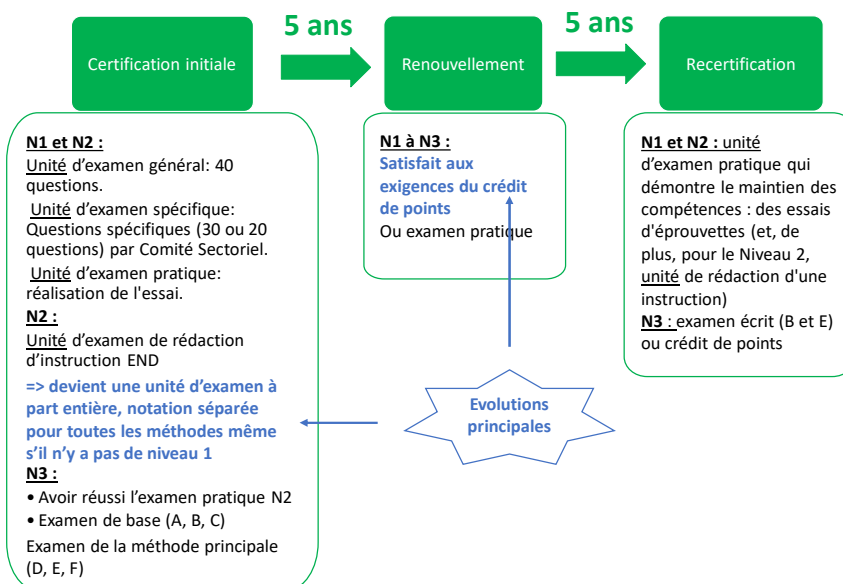 5 ans
5 ans
Certification initiale
Renouvellement
Recertification
N1 et N2 :
Unité d'examen général: 40
questions.
Unité d'examen spécifique:
Questions spécifiques (30 ou 20
questions) par Comité Sectoriel.
Unité d'examen pratique:
réalisation de l'essai.
N2 :
Unité d'examen de rédaction
d'instruction END
=> devient une unité d'examen à
part entière, notation séparée
pour toutes les méthodes même
s'il n'y a pas de niveau 1
N3 :
• Avoir réussi l'examen pratique N2
• Examen de base (A, B, C)
Examen de la méthode principale
(D, E, F)
N1 à N3 :
Satisfait aux
exigences du crédit
de points
Ou examen pratique
N1 et N2 : unité
d'examen pratique qui
démontre le maintien des
compétences : des essais
d'éprouvettes (et, de
plus, pour le Niveau 2,
unité de rédaction d'une
instruction)
N3 : examen écrit (B et E)
ou crédit de points
Evolutions
principales